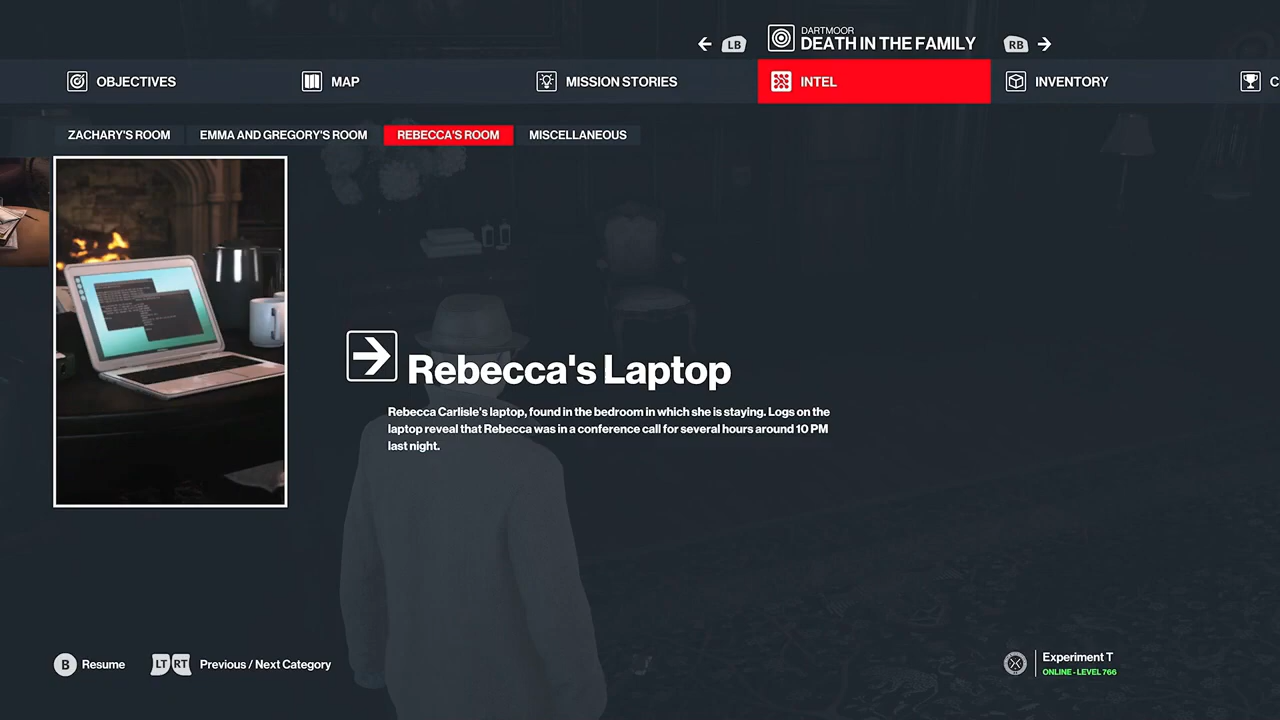 DARTMOOR
LB DEATH IN THE FAMILY RB
OBJECTIVES MAP MISSION STORIES INTEL INVENTORY C
ZACHARY'S ROOM EMMA AND GREGORY'S ROOM REBECCA'S ROOM MISCELLANEOUS
Rebecca's Laptop
Rebecca Carlisle's laptop, found in the bedroom in which she is staying. Logs on the
laptop reveal that Rebecca was in a conference call for several hours around 10 PM
last night.
B Resume LT RT Previous / Next Category
Experiment T
ONLINE - LEVEL 766